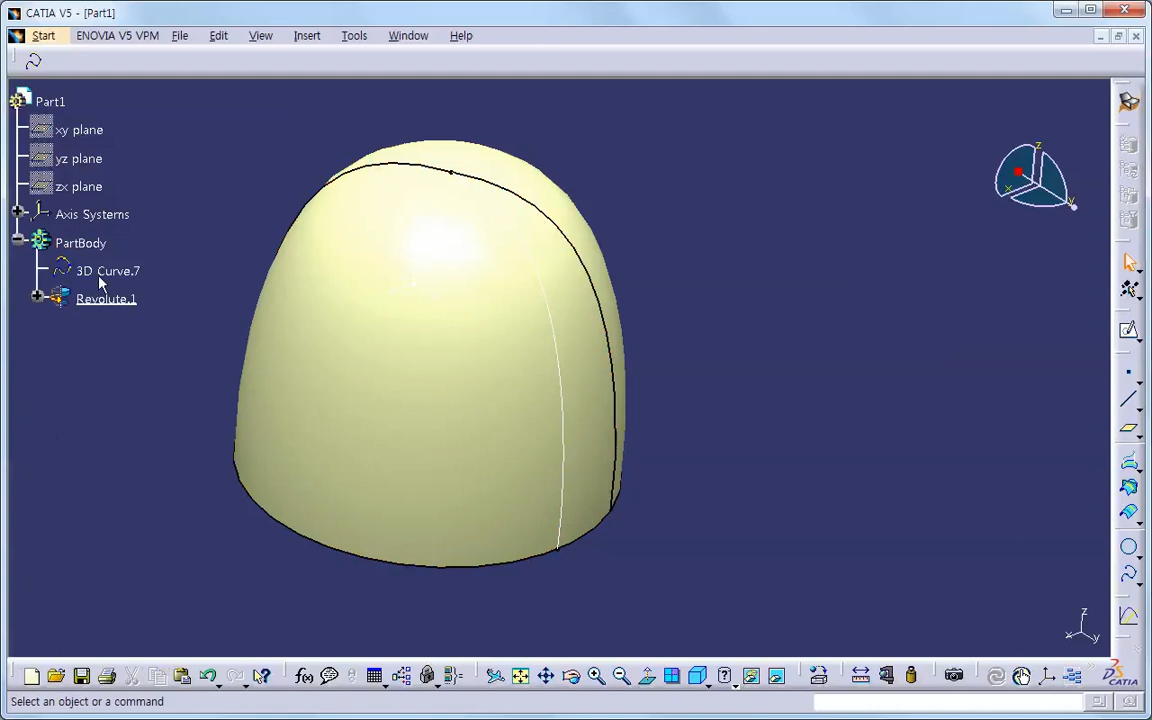 CATIA V5 - [Part1]
Start ENOVIA V5 VPM File Edit View Insert Tools Window Help
Part1
xy plane
yz plane
zx plane
Axis Systems
PartBody
3D Curve.7
Revolute.1
z
x
y
z
x
y
f(x)
CATIA
Select an object or a command